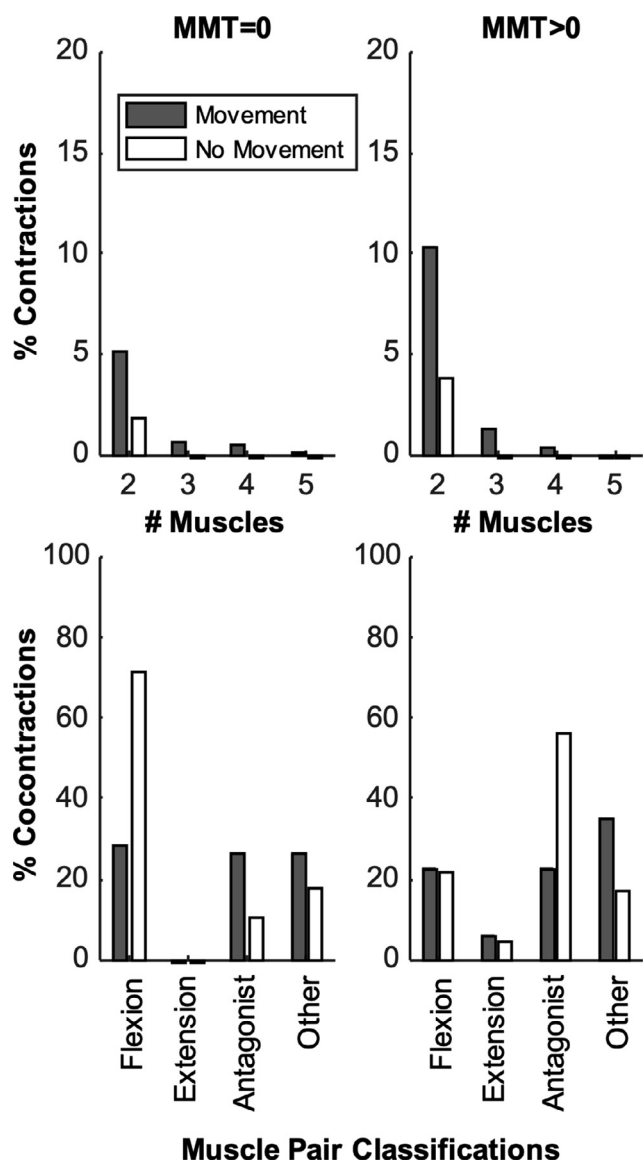 MMT=0 MMT>0
20 20
Movement
No Movement
15 15
10 10
5 5
0 0
% Contractions
2 3 4 5 2 3 4 5
# Muscles # Muscles
100 100
80 80
60 60
40 40
20 20
0 0
% Cocontractions
Flexion Extension Antagonist Other Flexion Extension Antagonist Other
Muscle Pair Classifications